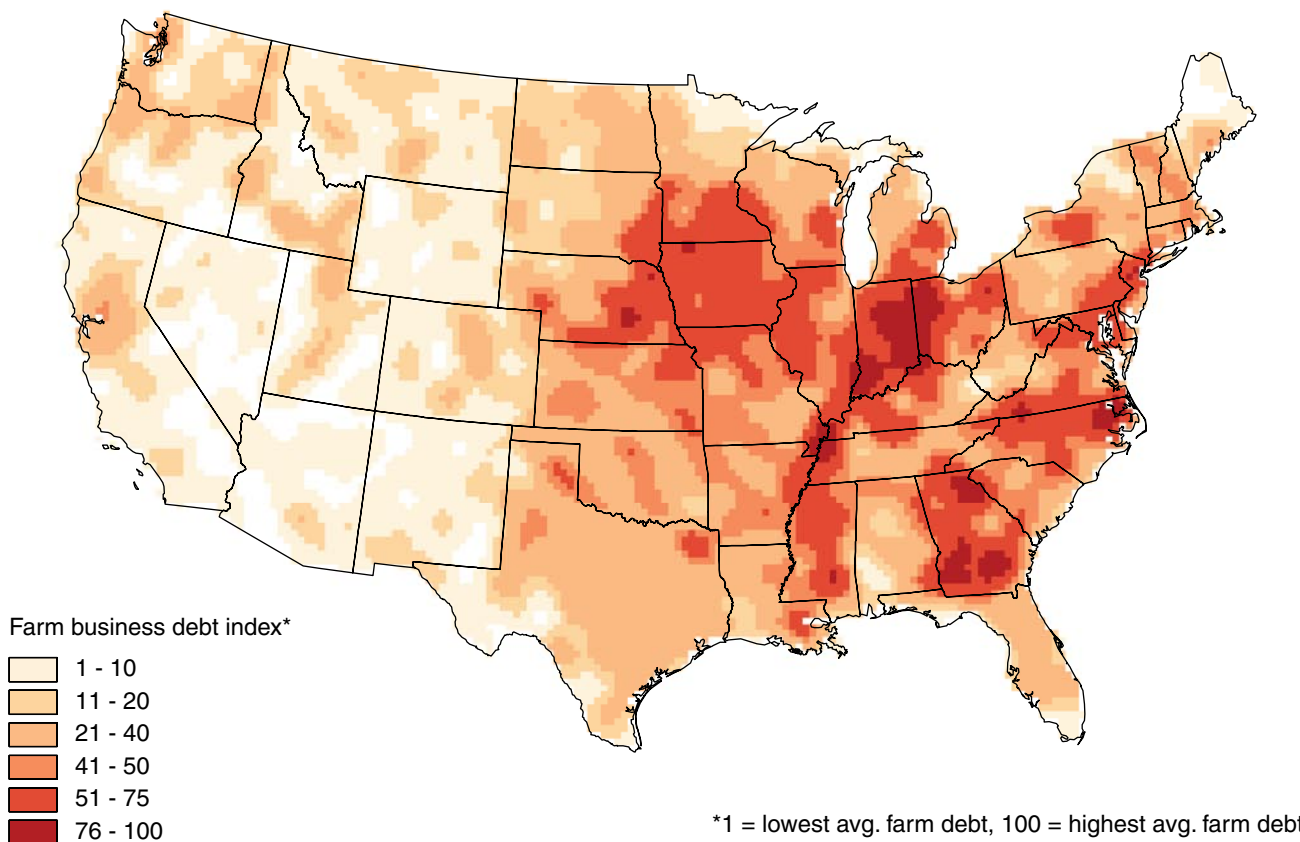 Farm business debt index*
1 - 10
11 - 20
21 - 40
41 - 50
51 - 75
76 - 100
*1 = lowest avg. farm debt, 100 = highest avg. farm debt